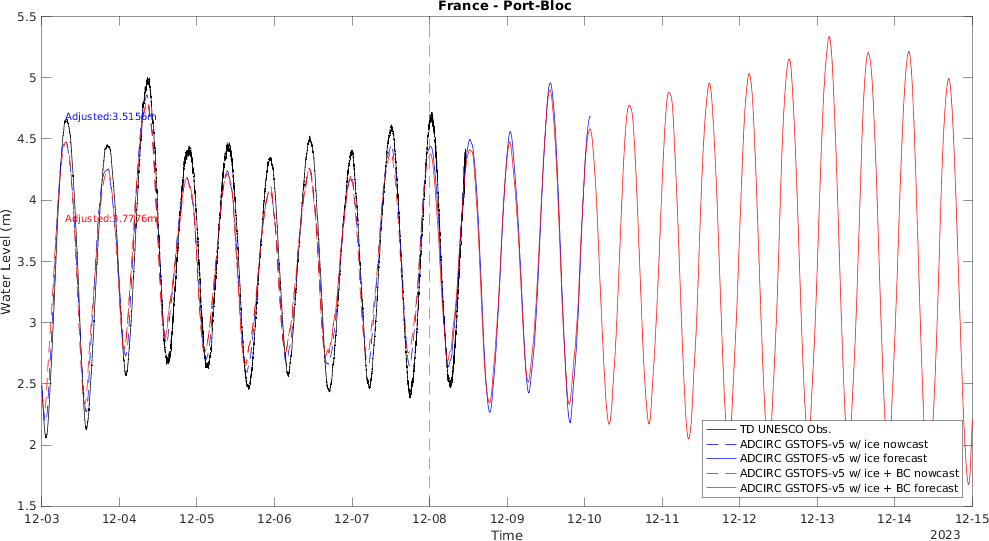 France - Port-Bloc
5.5
5
4.5
4
3.5
3
2.5
2
1.5
Water Level (m)
Adjusted:3.5156m
Adjusted:3.7776m
TD UNESCO Obs.
ADCIRC GSTOFS-v5 w/ ice nowcast
ADCIRC GSTOFS-v5 w/ ice forecast
ADCIRC GSTOFS-v5 w/ ice + BC nowcast
ADCIRC GSTOFS-v5 w/ ice + BC forecast
12-03 12-04 12-05 12-06 12-07 12-08 12-09 12-10 12-11 12-12 12-13 12-14 12-15
Time
2023